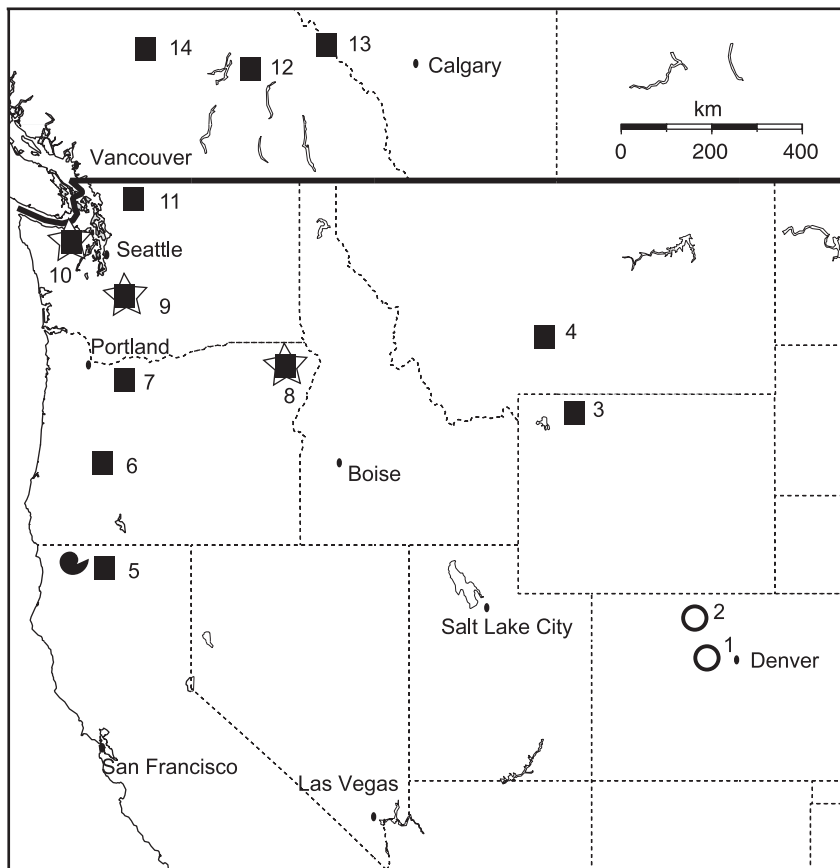 14
12
13
Calgary
km
0 200 400
Vancouver
11
Seattle
10
9
Portland
4
7
8
3
6
Boise
5
2
Salt Lake City
1
Denver
San Francisco
Las Vegas